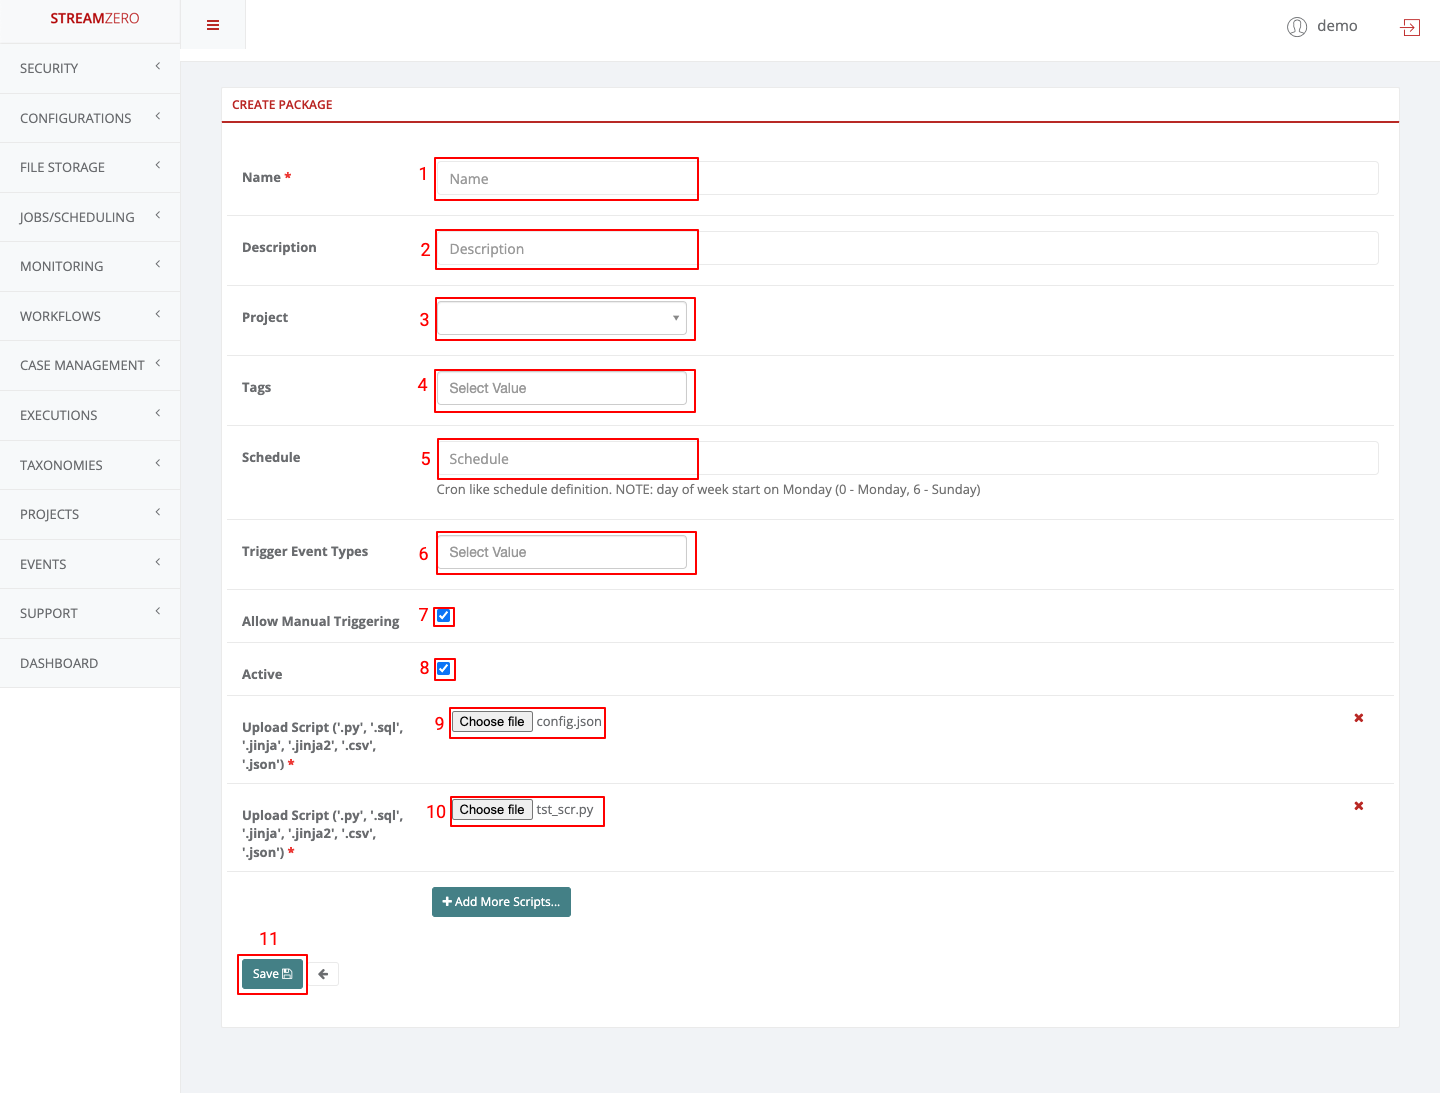 STREAMZERO
demo
SECURITY
CONFIGURATIONS
FILE STORAGE
JOBS/SCHEDULING
MONITORING
WORKFLOWS
CASE MANAGEMENT
EXECUTIONS
TAXONOMIES
PROJECTS
EVENTS
SUPPORT
DASHBOARD
CREATE PACKAGE
Name * 1 Name
Description 2 Description
Project 3
Tags 4 Select Value
Schedule 5 Schedule
Cron like schedule definition. NOTE: day of week start on Monday (0 - Monday, 6 - Sunday)
Trigger Event Types 6 Select Value
Allow Manual Triggering 7
Active 8
9 Choose file config.json
Upload Script ('.py', '.sql',
'.jinja', '.jinja2', '.csv',
'.json') *
10 Choose file tst_scr.py
Upload Script ('.py', '.sql',
'.jinja', '.jinja2', '.csv',
'.json') *
Add More Scripts...
11
Save